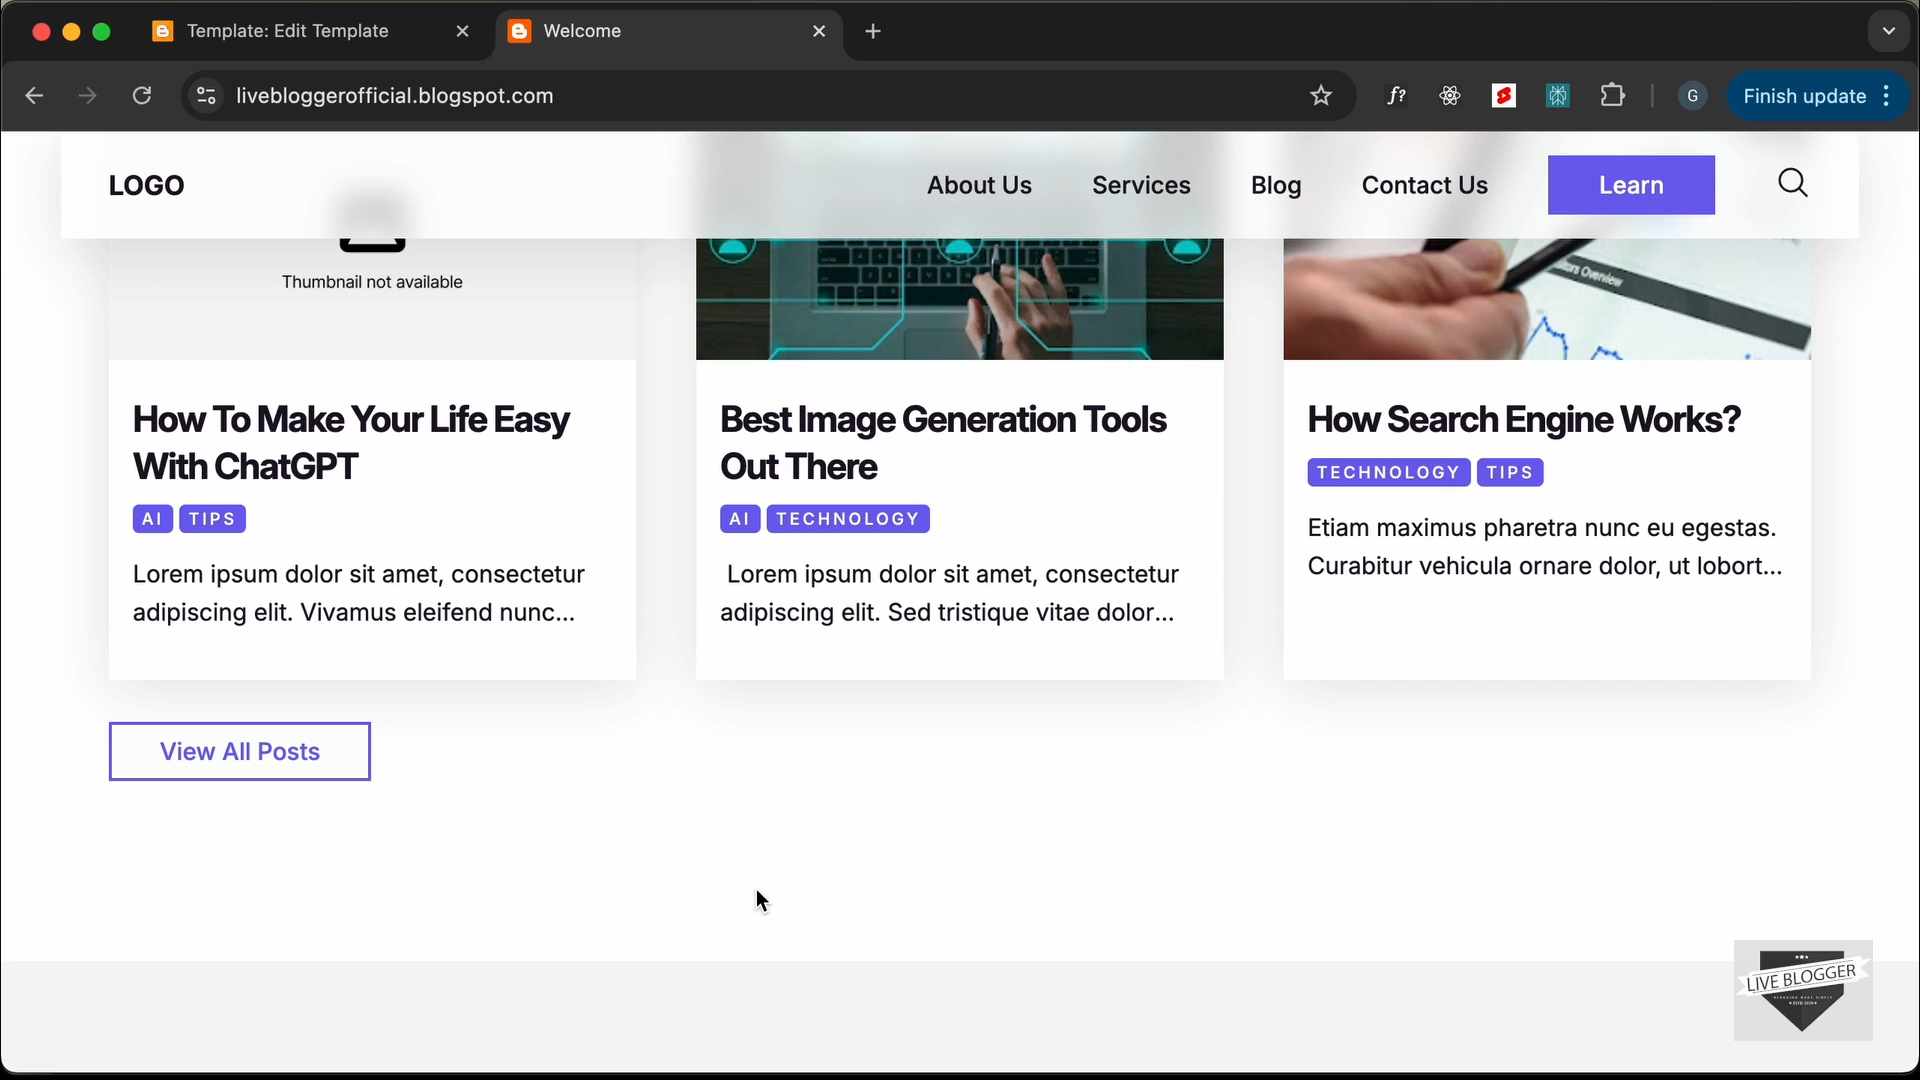 Template: Edit Template
Welcome
livebloggerofficial.blogspot.com
f?
G
Finish update
LOGO
About Us
Services
Blog
Contact Us
Learn
Thumbnail not available
How To Make Your Life Easy
With ChatGPT
AI TIPS
Lorem ipsum dolor sit amet, consectetur
adipiscing elit. Vivamus eleifend nunc...
Best Image Generation Tools
Out There
AI TECHNOLOGY
Lorem ipsum dolor sit amet, consectetur
adipiscing elit. Sed tristique vitae dolor...
Overview
How Search Engine Works?
TECHNOLOGY TIPS
Etiam maximus pharetra nunc eu egestas.
Curabitur vehicula ornare dolor, ut lobort...
View All Posts
LIVE BLOGGER